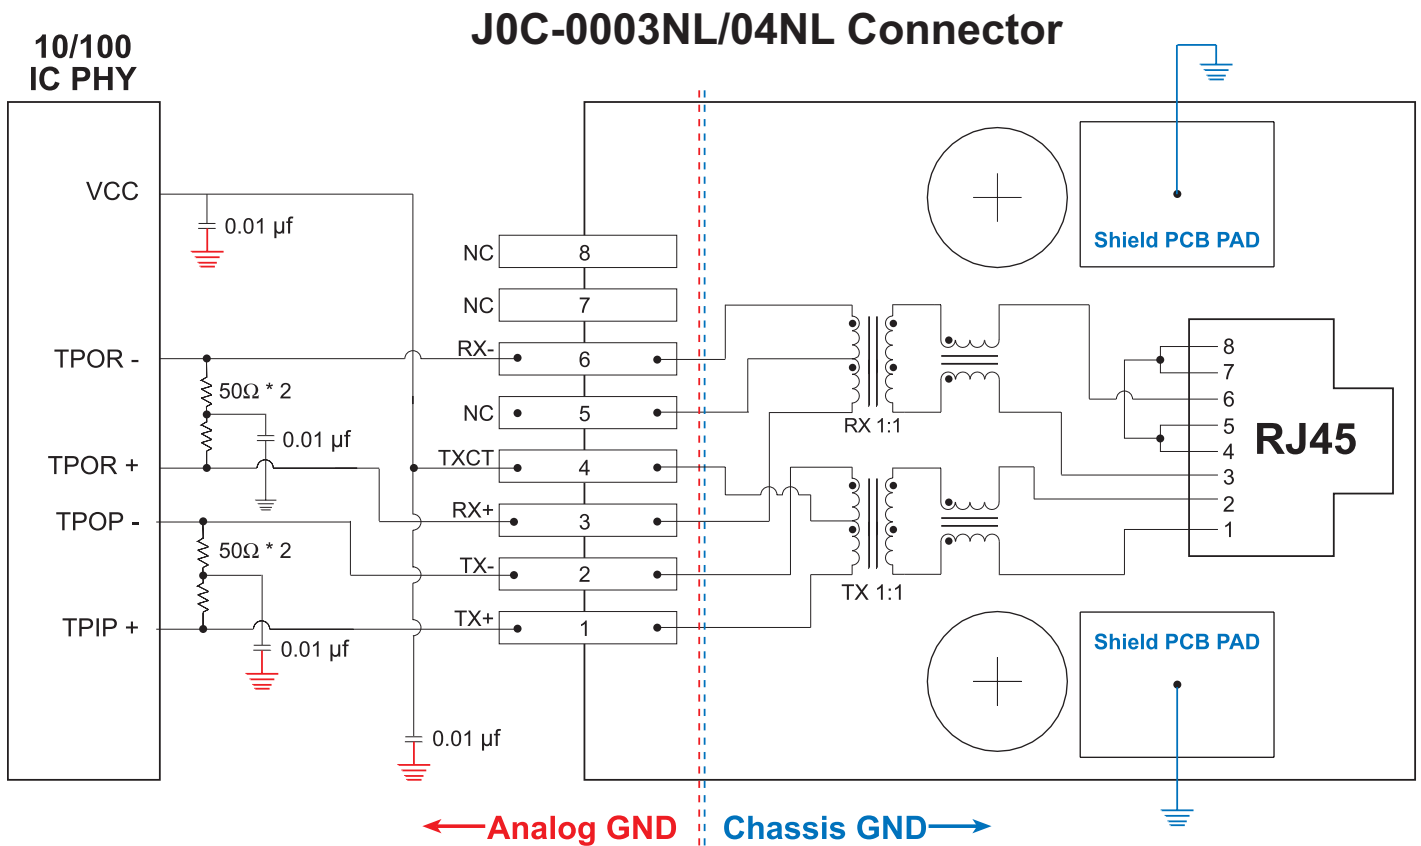 J0C-0003NL/04NL Connector
10/100
IC PHY
VCC
0.01 µf
Shield PCB PAD
NC 8
NC 7
TPOR - RX- 6
8
7
50Ω * 2
6
NC 5
RX 1:1
5
0.01 µf
RJ45
4
TPOR + TXCT 4
3
2
TPOP - RX+ 3
1
50Ω * 2
TX- 2
TX 1:1
TPIP + TX+ 1
0.01 µf
Shield PCB PAD
0.01 µf
Analog GND Chassis GND